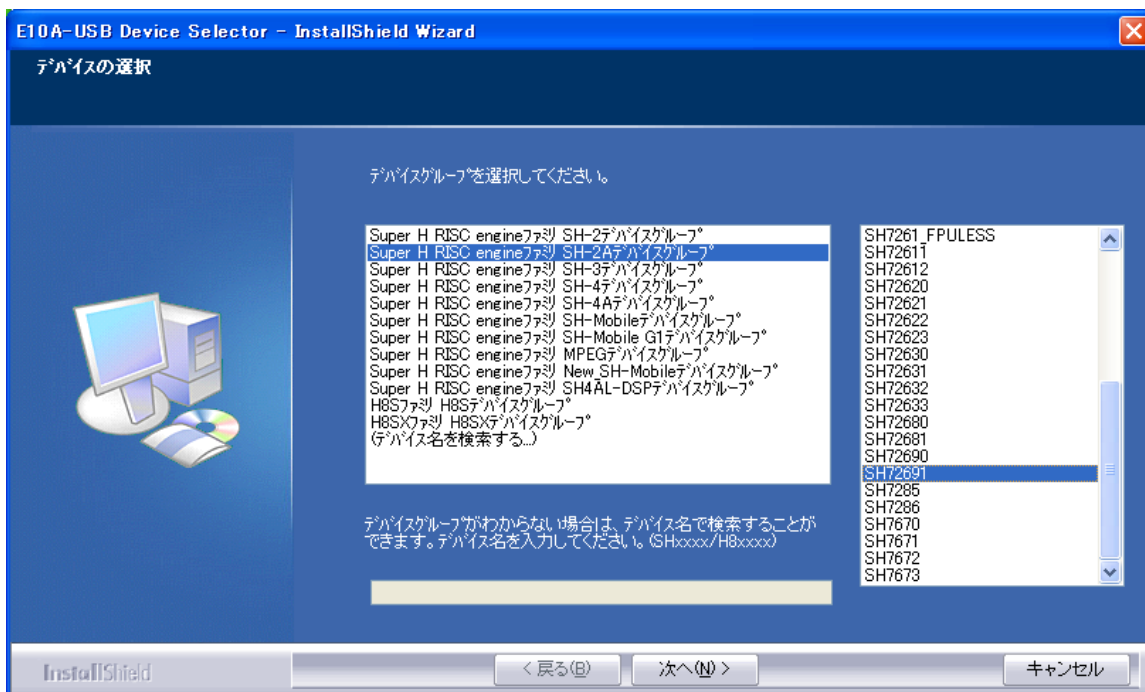 E10A-USB Device Selector - InstallShield Wizard
デバイスの選択
デバイスグループを選択してください。
Super H RISC engineファミリ SH-2デバイスグループ
Super H RISC engineファミリ SH-2Aデバイスグループ
Super H RISC engineファミリ SH-3デバイスグループ
Super H RISC engineファミリ SH-4デバイスグループ
Super H RISC engineファミリ SH-4Aデバイスグループ
Super H RISC engineファミリ SH-Mobileデバイスグループ
Super H RISC engineファミリ SH-Mobile G1デバイスグループ
Super H RISC engineファミリ MPEGデバイスグループ
Super H RISC engineファミリ New_SH-Mobileデバイスグループ
Super H RISC engineファミリ SH4AL-DSPデバイスグループ
H8Sファミリ H8Sデバイスグループ
H8SXファミリ H8SXデバイスグループ
(デバイス名を検索する...)
デバイスグループがわからない場合は、デバイス名で検索することが
できます。デバイス名を入力してください。(SHxxxx/H8xxxx)
SH7261_FPULESS
SH72611
SH72612
SH72620
SH72621
SH72622
SH72623
SH72630
SH72631
SH72632
SH72633
SH72680
SH72681
SH72690
SH72691
SH7285
SH7286
SH7670
SH7671
SH7672
SH7673
InstallShield
< 戻る(B)
次へ(N) >
キャンセル